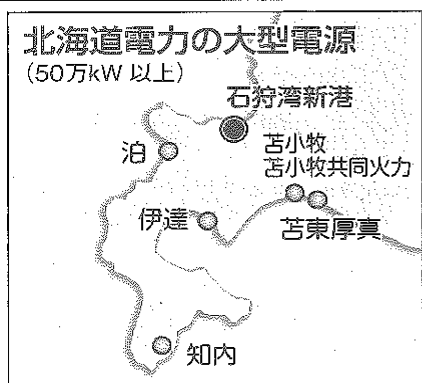 北海道電力の大型電源
(50万kW 以上)
石狩湾新港
泊
苫小牧
苫小牧共同火力
伊達
苫東厚真
知内